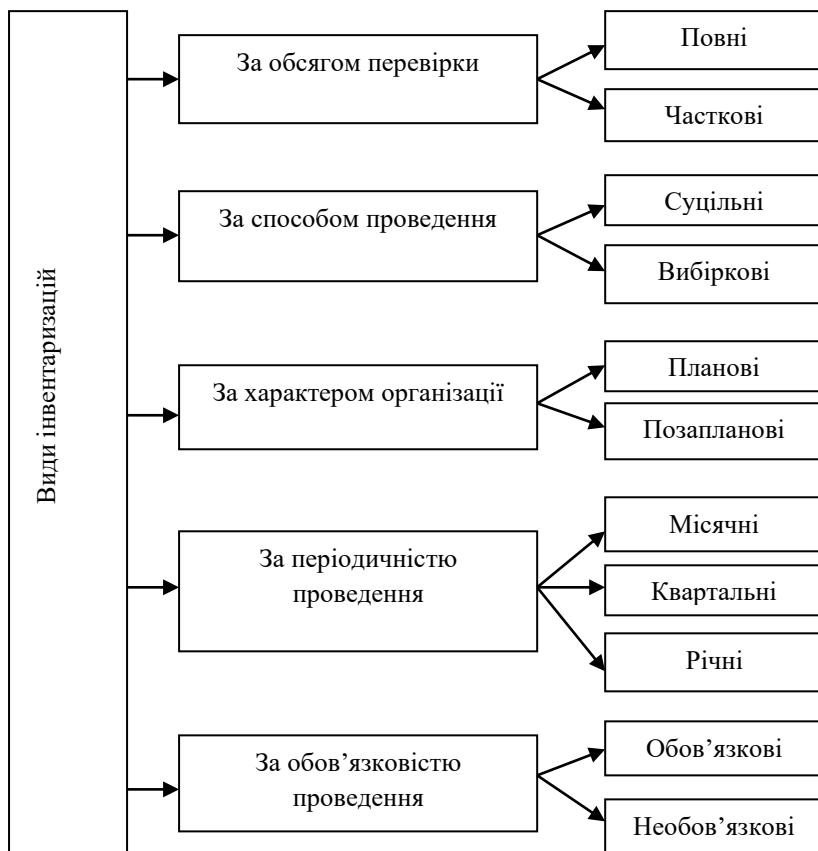 Види інвентаризацій
За обсягом перевірки
Повні
Часткові
За способом проведення
Суцільні
Вибіркові
За характером організації
Планові
Позапланові
За періодичністю
проведення
Місячні
Квартальні
Річні
За обов’язковістю
проведення
Обов’язкові
Необов’язкові